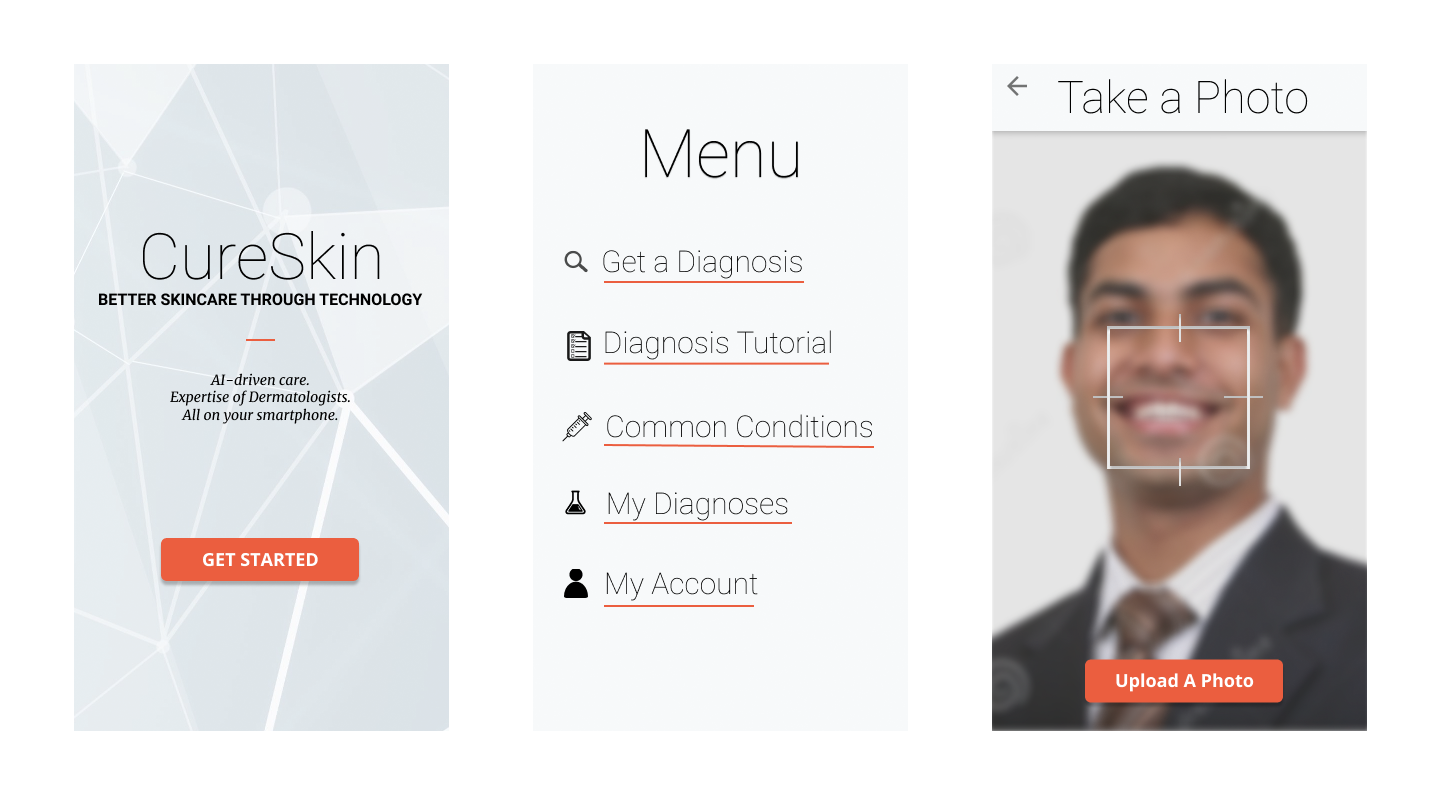 CureSkin
BETTER SKINCARE THROUGH TECHNOLOGY
AI-driven care.
Expertise of Dermatologists.
All on your smartphone.
GET STARTED
Menu
Get a Diagnosis
Diagnosis Tutorial
Common Conditions
My Diagnoses
My Account
Take a Photo
Upload A Photo